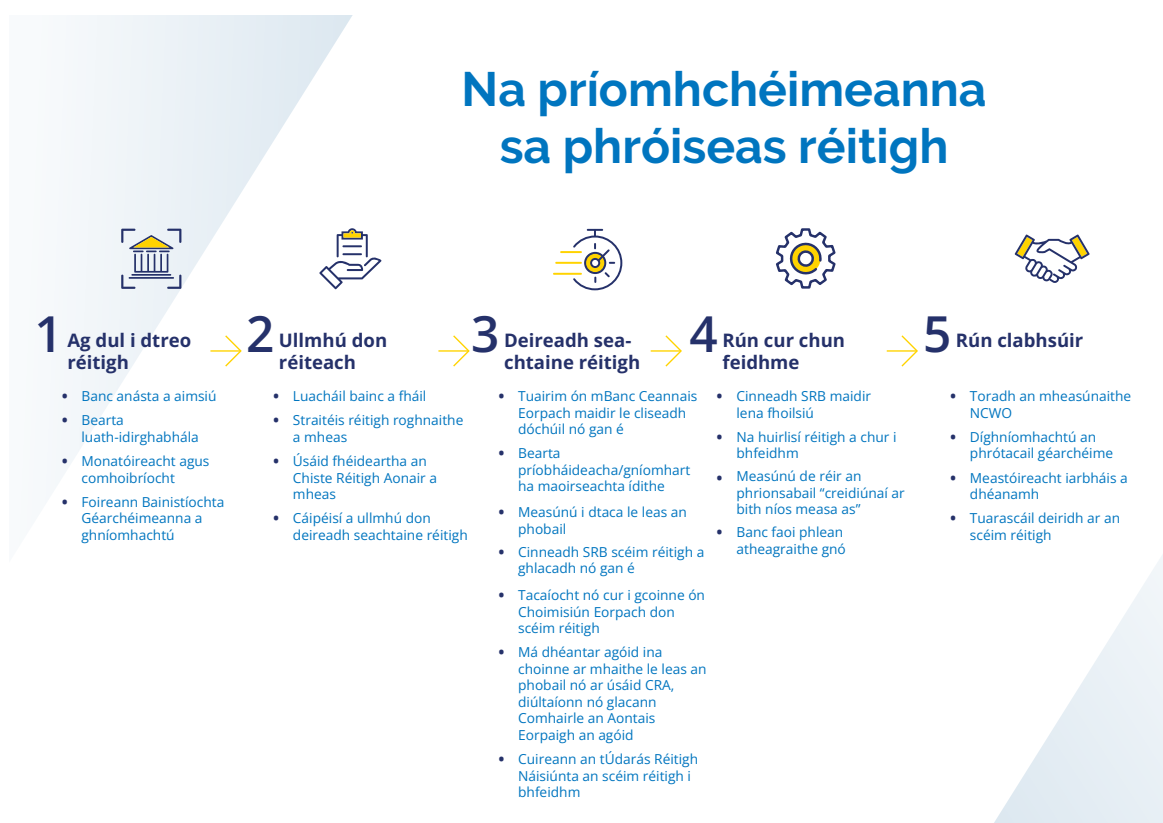 Na príomhchéimeanna
sa phróiseas réitigh
1 Ag dul i dtreo
réitigh
• Banc anásta a aimsiú
• Bearta
luath-idirghabhála
• Monatóireacht agus
comhoibríocht
• Foireann Bainistíochta
Géarchéimeanna a
ghníomhachtú
2 Ullmhú don
réiteach
• Luacháil bainc a fháil
• Straitéis réitigh roghnaithe
a mheas
• Úsáid fhéideartha an
Chiste Réitigh Aonair a
mheas
• Cáipéisí a ullmhú don
deireadh seachtaine réitigh
3 Deireadh sea-
chtaine réitigh
• Tuairim ón mBanc Ceannais
Eorpach maidir le cliseadh
dóchúil nó gan é
• Bearta
príobháideacha/gníomhart
ha maoirseachta ídithe
• Measúnú i dtaca le leas an
phobail
• Cinneadh SRB scéim réitigh a
ghlacadh nó gan é
• Tacaíocht nó cur i gcoinne ón
Choimisiún Eorpach don
scéim réitigh
• Má dhéantar agóid ina
choinne ar mhaithe le leas an
phobail nó ar úsáid CRA,
diúltaíonn nó glacann
Comhairle an Aontais
Eorpaigh an agóid
• Cuireann an tÚdarás Réitigh
Náisiúnta an scéim réitigh i
bhfeidhm
4 Rún cur chun
feidhme
• Cinneadh SRB maidir
lena fhoilsiú
• Na huirlisí réitigh a chur i
bhfeidhm
• Measúnú de réir an
phrionsabail “creidiúnaí ar
bith níos measa as”
• Banc faoi phlean
atheagraithe gnó
5 Rún clabhsúir
• Toradh an mheasúnaithe
NCWO
• Díghníomhachtú an
phrótacail géarchéime
• Meastóireacht iarbháis a
dhéanamh
• Tuarascáil deiridh ar an
scéim réitigh